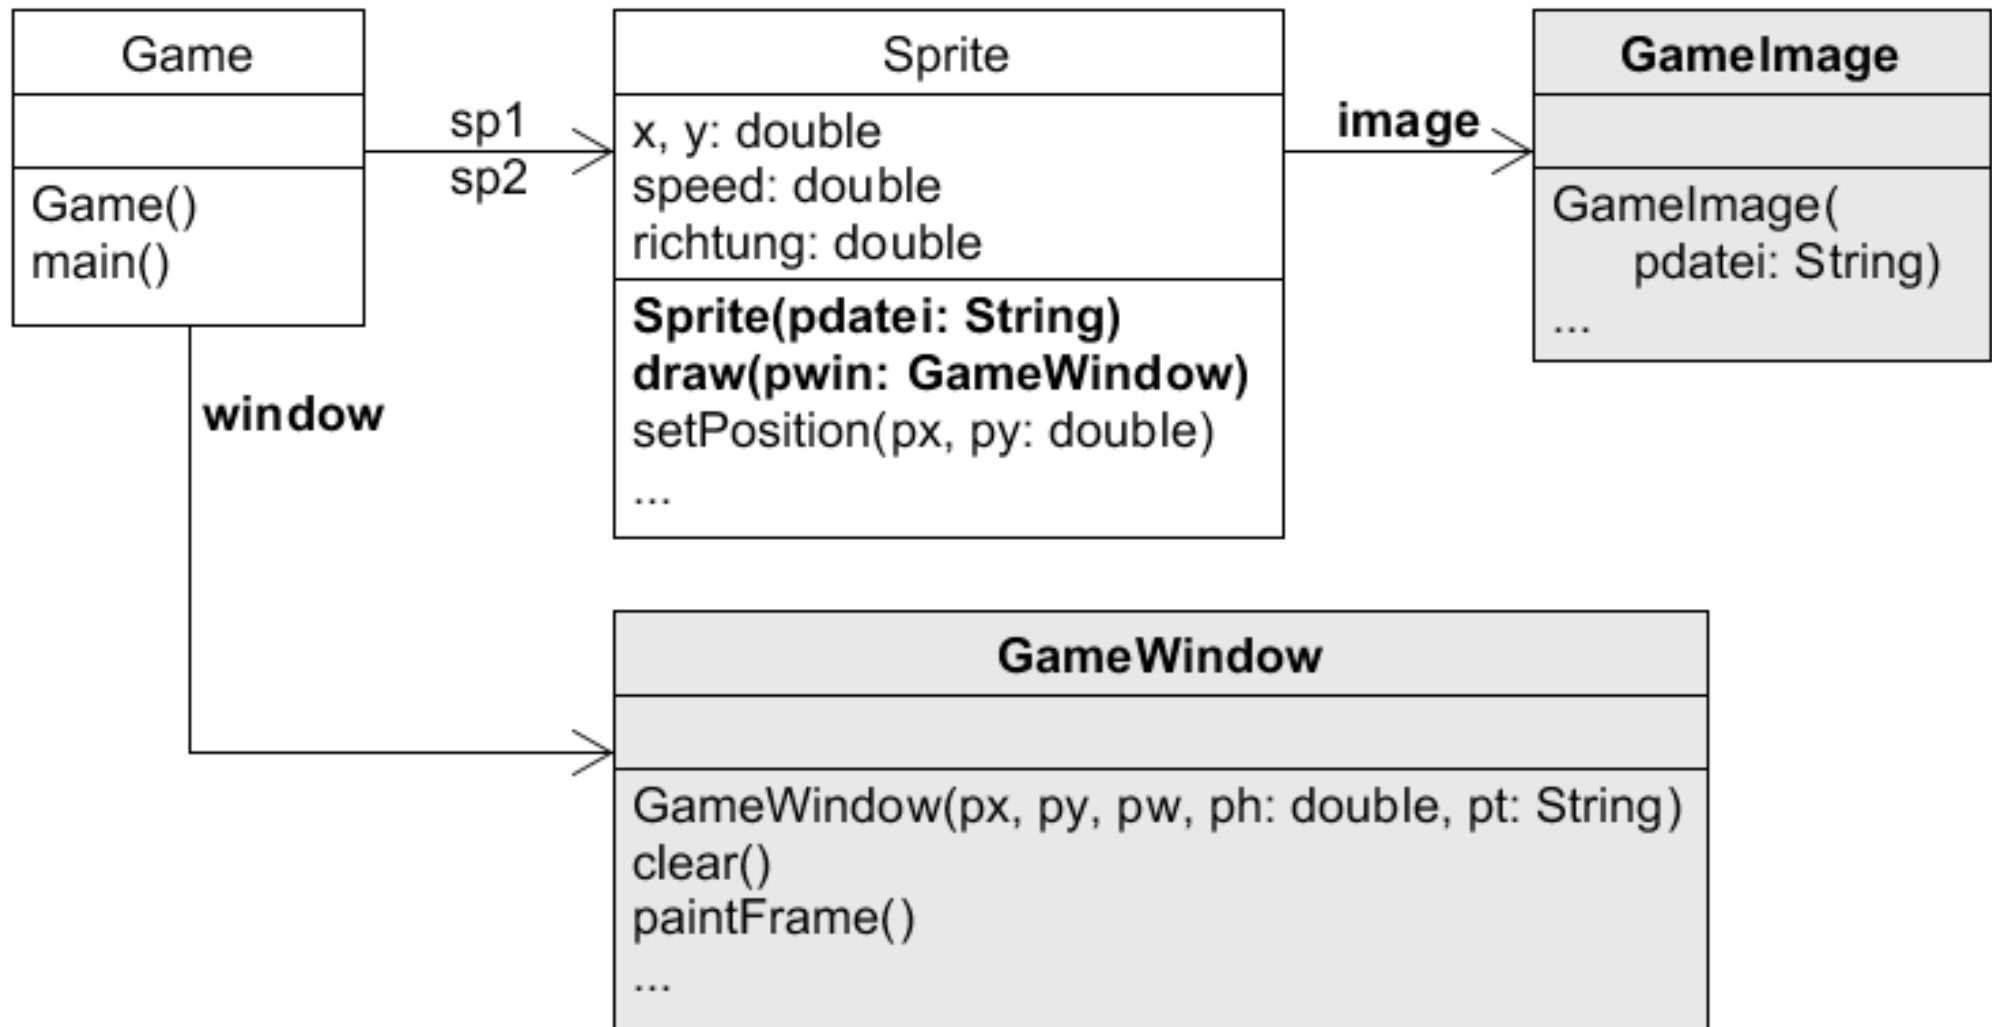 Game
Game()
main()
sp1
sp2
window
Sprite
x, y: double
speed: double
richtung: double
Sprite(pdatei: String)
draw(pwin: GameWindow)
setPosition(px, py: double)
...
image
GameImage
GameImage(
pdatei: String)
...
GameWindow
GameWindow(px, py, pw, ph: double, pt: String)
clear()
paintFrame()
...